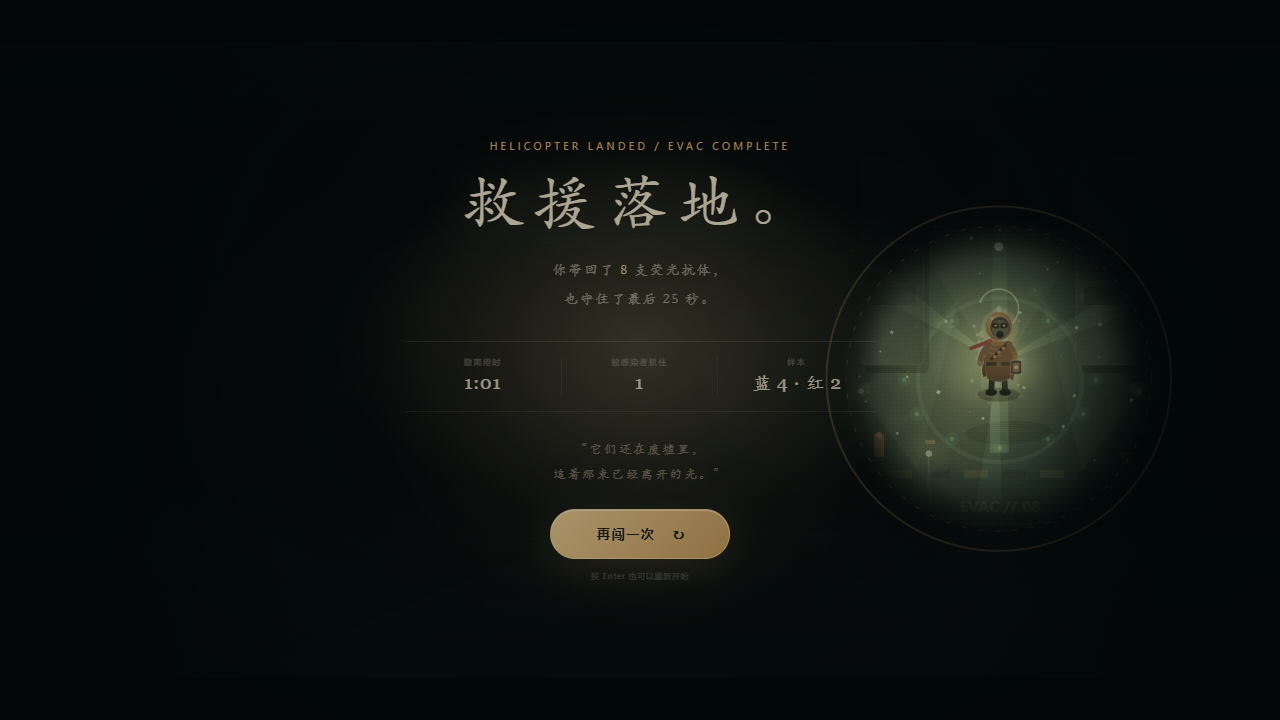 HELICOPTER LANDED / EVAC COMPLETE
救援落地。
你带回了 8 支荧光抗体，
也守住了最后 25 秒。
撤离用时
1:01
被感染者抓住
1
样本
蓝 4 · 红 2
EVAC // 08
“它们还在废墟里，
追着那束已经离开的光。”
再闯一次 ↻
按 Enter 也可以重新开始